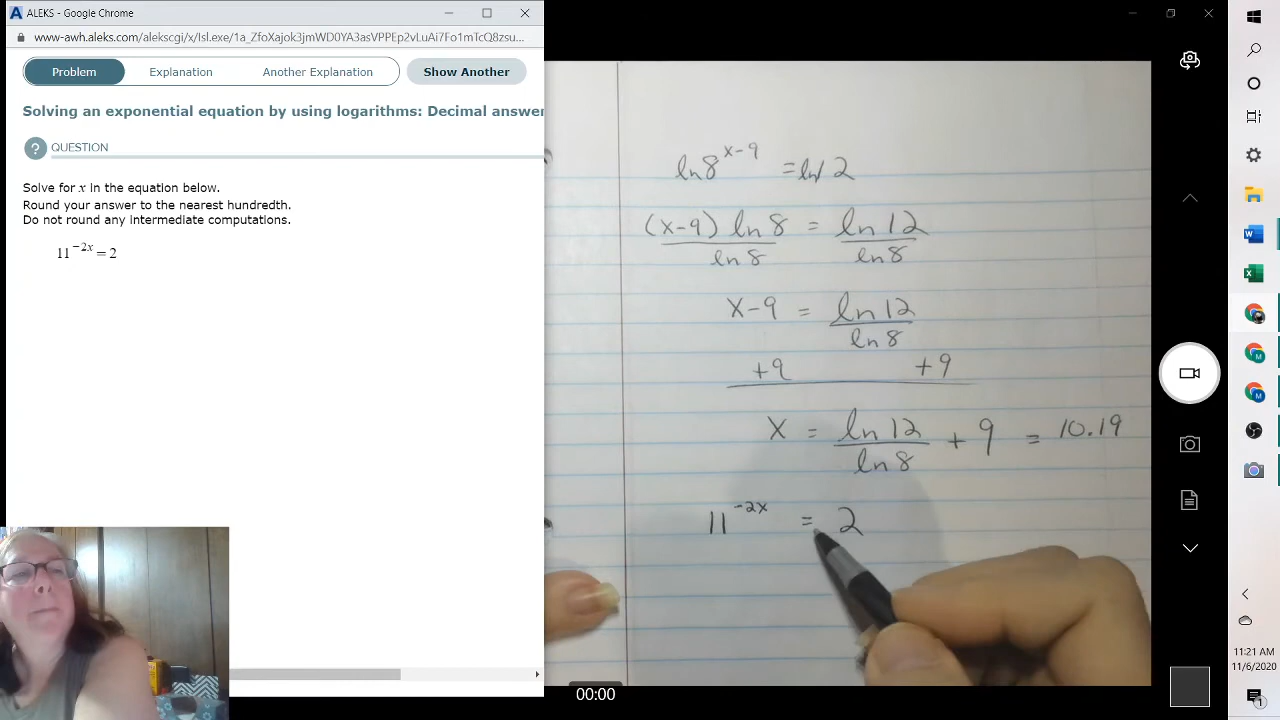 ALEKS - Google Chrome
www-awh.aleks.com/alekscgi/x/Isl.exe/1a_ZfoXajok3jmWD0YA3asVPPEp2vLuAi7Fo1mTcQ8zsu...
Problem Explanation Another Explanation Show Another
Solving an exponential equation by using logarithms: Decimal answer
? QUESTION
Solve for x in the equation below.
Round your answer to the nearest hundredth.
Do not round any intermediate computations.
11^{-2x} = 2
ln 8^{x-9} = ln 12
(x-9) ln 8 = ln 12
ln 8 ln 8
x-9 = ln 12
ln 8
+9 +9
x = ln 12 + 9 = 10.19
ln 8
11^{-2x} = 2
00:00
11:21 AM
11/6/2020